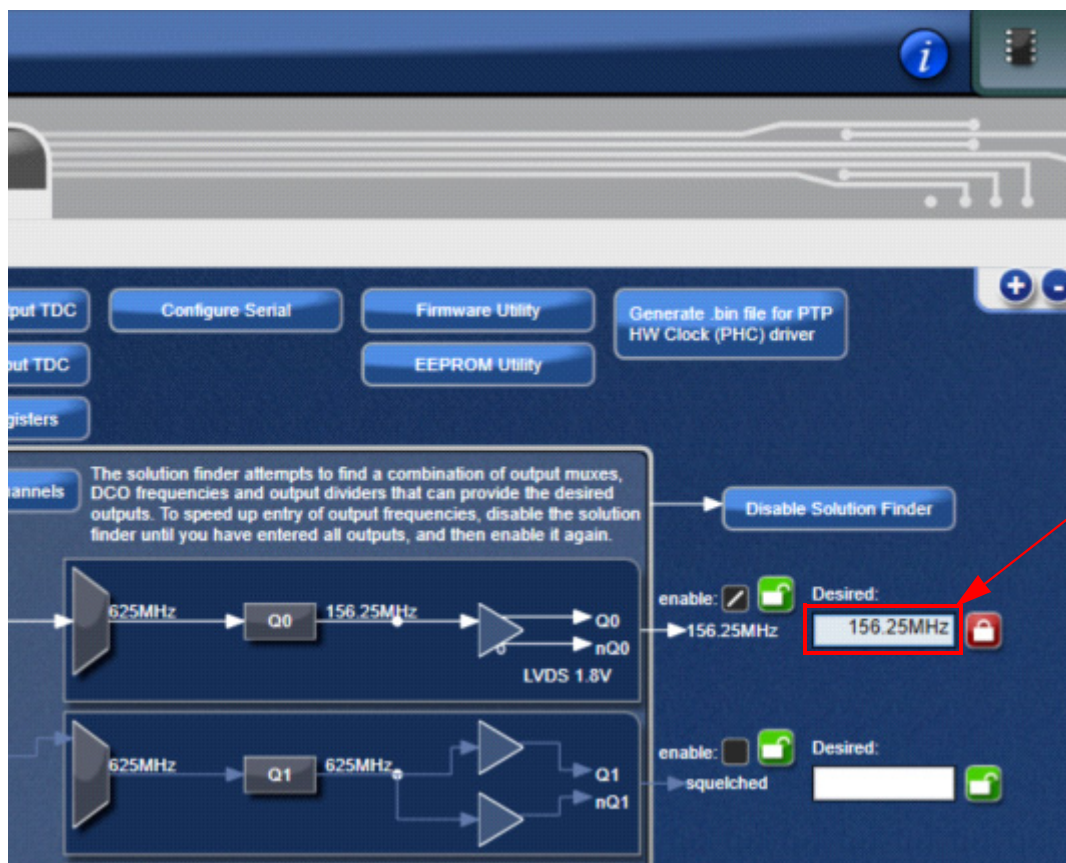 i
+ -
put TDC
Configure Serial
Firmware Utility
Generate .bin file for PTP
HW Clock (PHC) driver
out TDC
EEPROM Utility
gisters
annels
The solution finder attempts to find a combination of output muxes,
DCO frequencies and output dividers that can provide the desired
outputs. To speed up entry of output frequencies, disable the solution
finder until you have entered all outputs, and then enable it again.
Disable Solution Finder
enable:
Desired:
625MHz
Q0
156.25MHz
Q0
156.25MHz
156.25MHz
nQ0
LVDS 1.8V
enable:
Desired:
625MHz
Q1
625MHz
Q1
squelched
nQ1